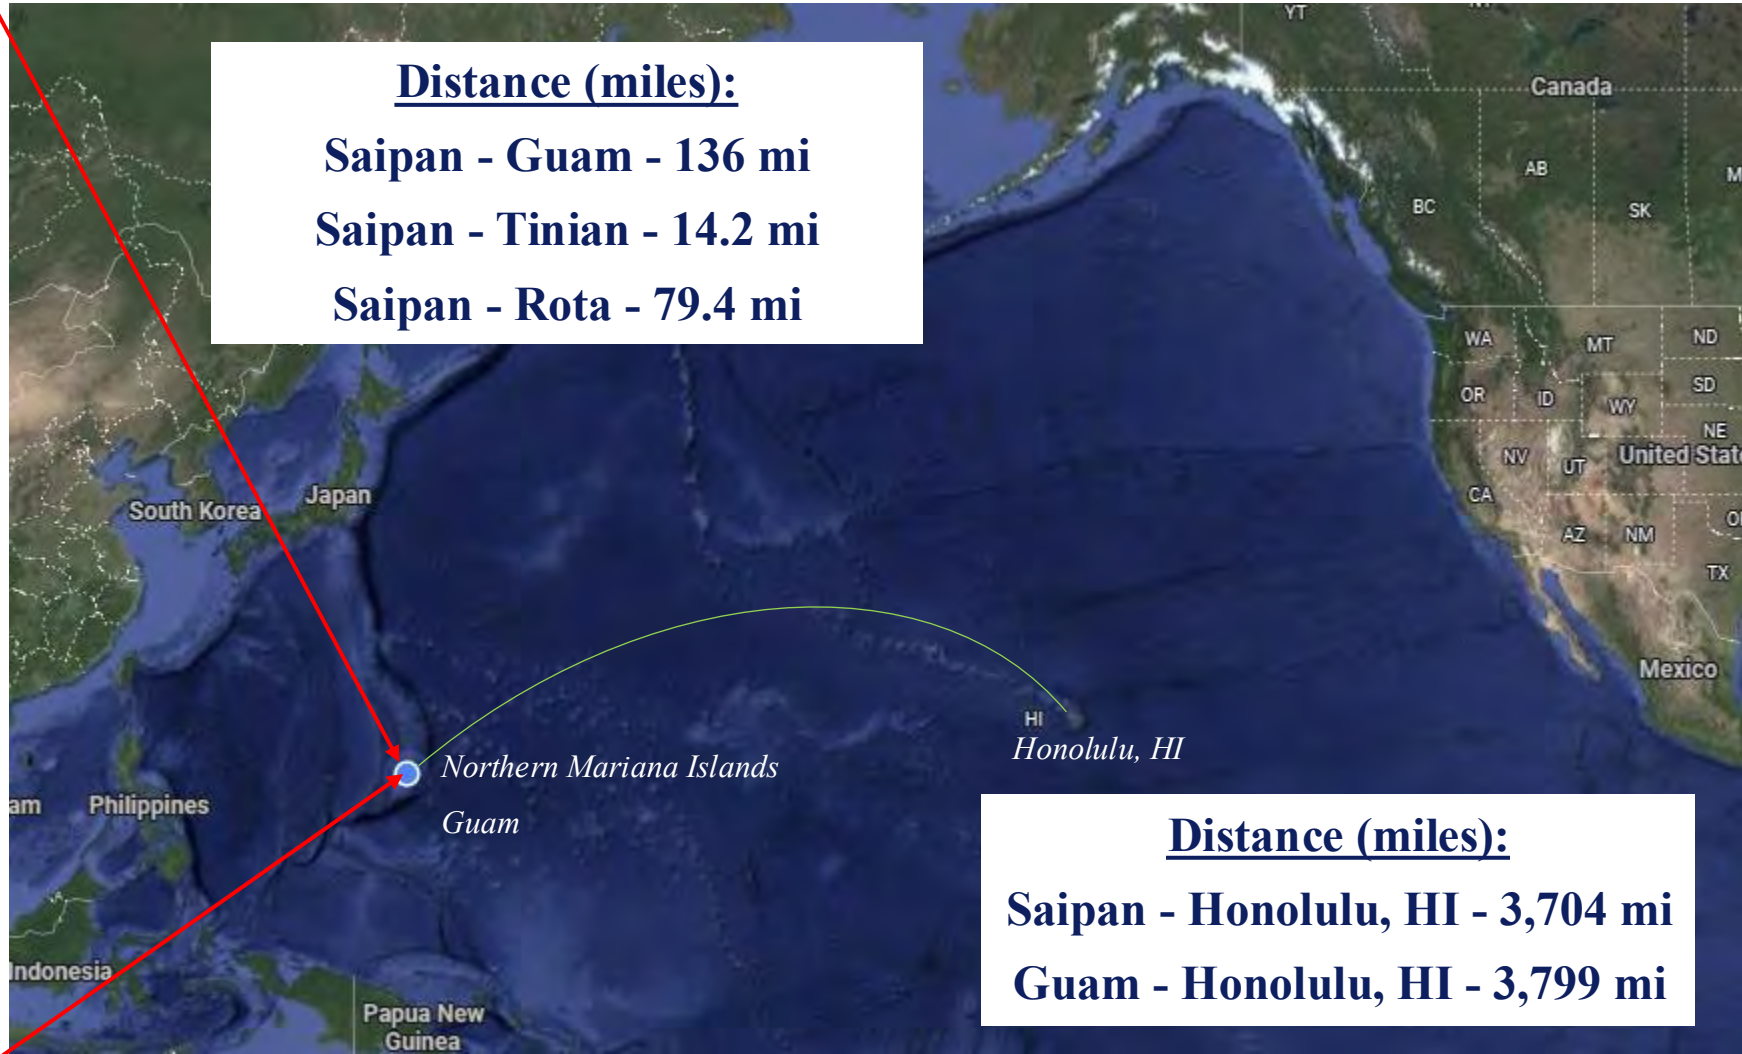 YT
Distance (miles):
Saipan - Guam - 136 mi
Saipan - Tinian - 14.2 mi
Saipan - Rota - 79.4 mi
Canada
AB
BC
SK
WA
MT
ND
OR
ID
SD
WY
NE
NV
UT
United State
CA
AZ
NM
TX
South Korea
Japan
Mexico
HI
Honolulu, HI
Northern Mariana Islands
Guam
am
Philippines
Distance (miles):
Saipan - Honolulu, HI - 3,704 mi
Guam - Honolulu, HI - 3,799 mi
Indonesia
Papua New
Guinea